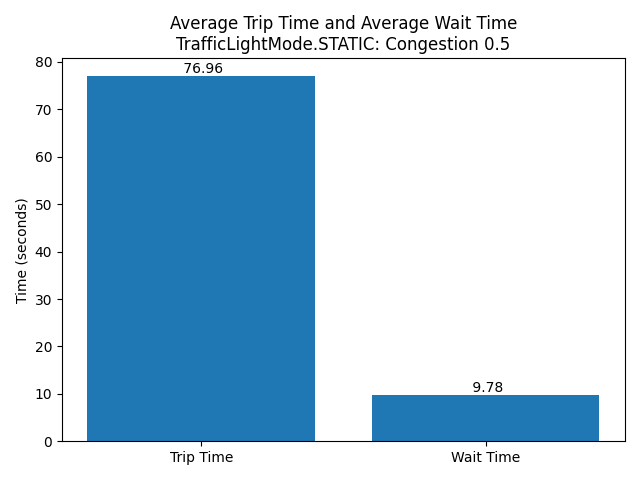 Average Trip Time and Average Wait Time
TrafficLightMode.STATIC: Congestion 0.5
Time (seconds)
80
70
60
50
40
30
20
10
0
76.96
9.78
Trip Time
Wait Time